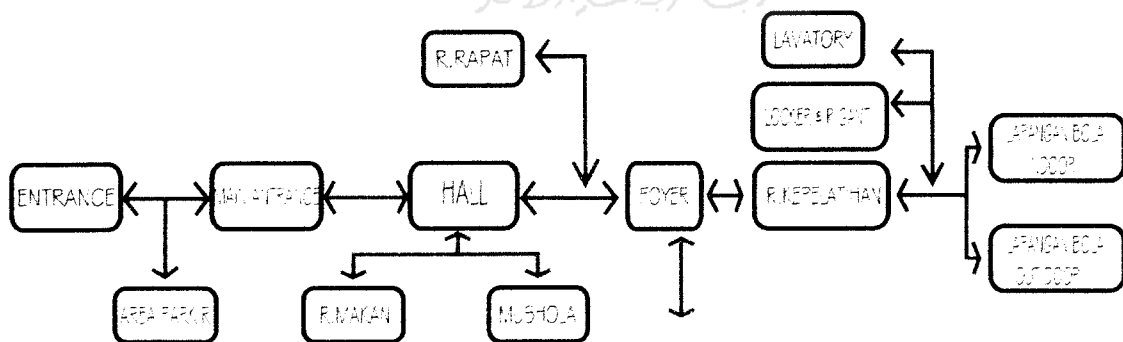 R.RAPAT
LAVATORY
LOCKER & R.GANTI
LAPANGAN BOLA
INDOOR
ENTRANCE
MAIN ANTRANCE
HALL
FOYER
R.KEPELATIHAN
LAPANGAN BOLA
OUTDOOR
AREA PARKIR
R.MAKAN
MUSHOLA